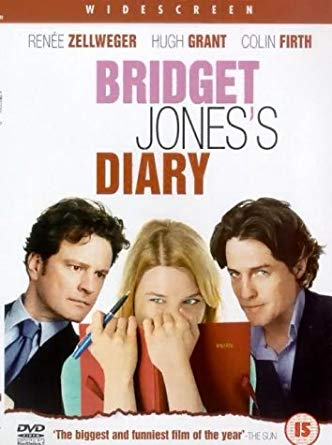 WIDESCREEN
RENÉE ZELLWEGER HUGH GRANT COLIN FIRTH
BRIDGET
JONES'S
DIARY
DVD
VIDEO
'The biggest and funniest film of the year' -THE SUN
15